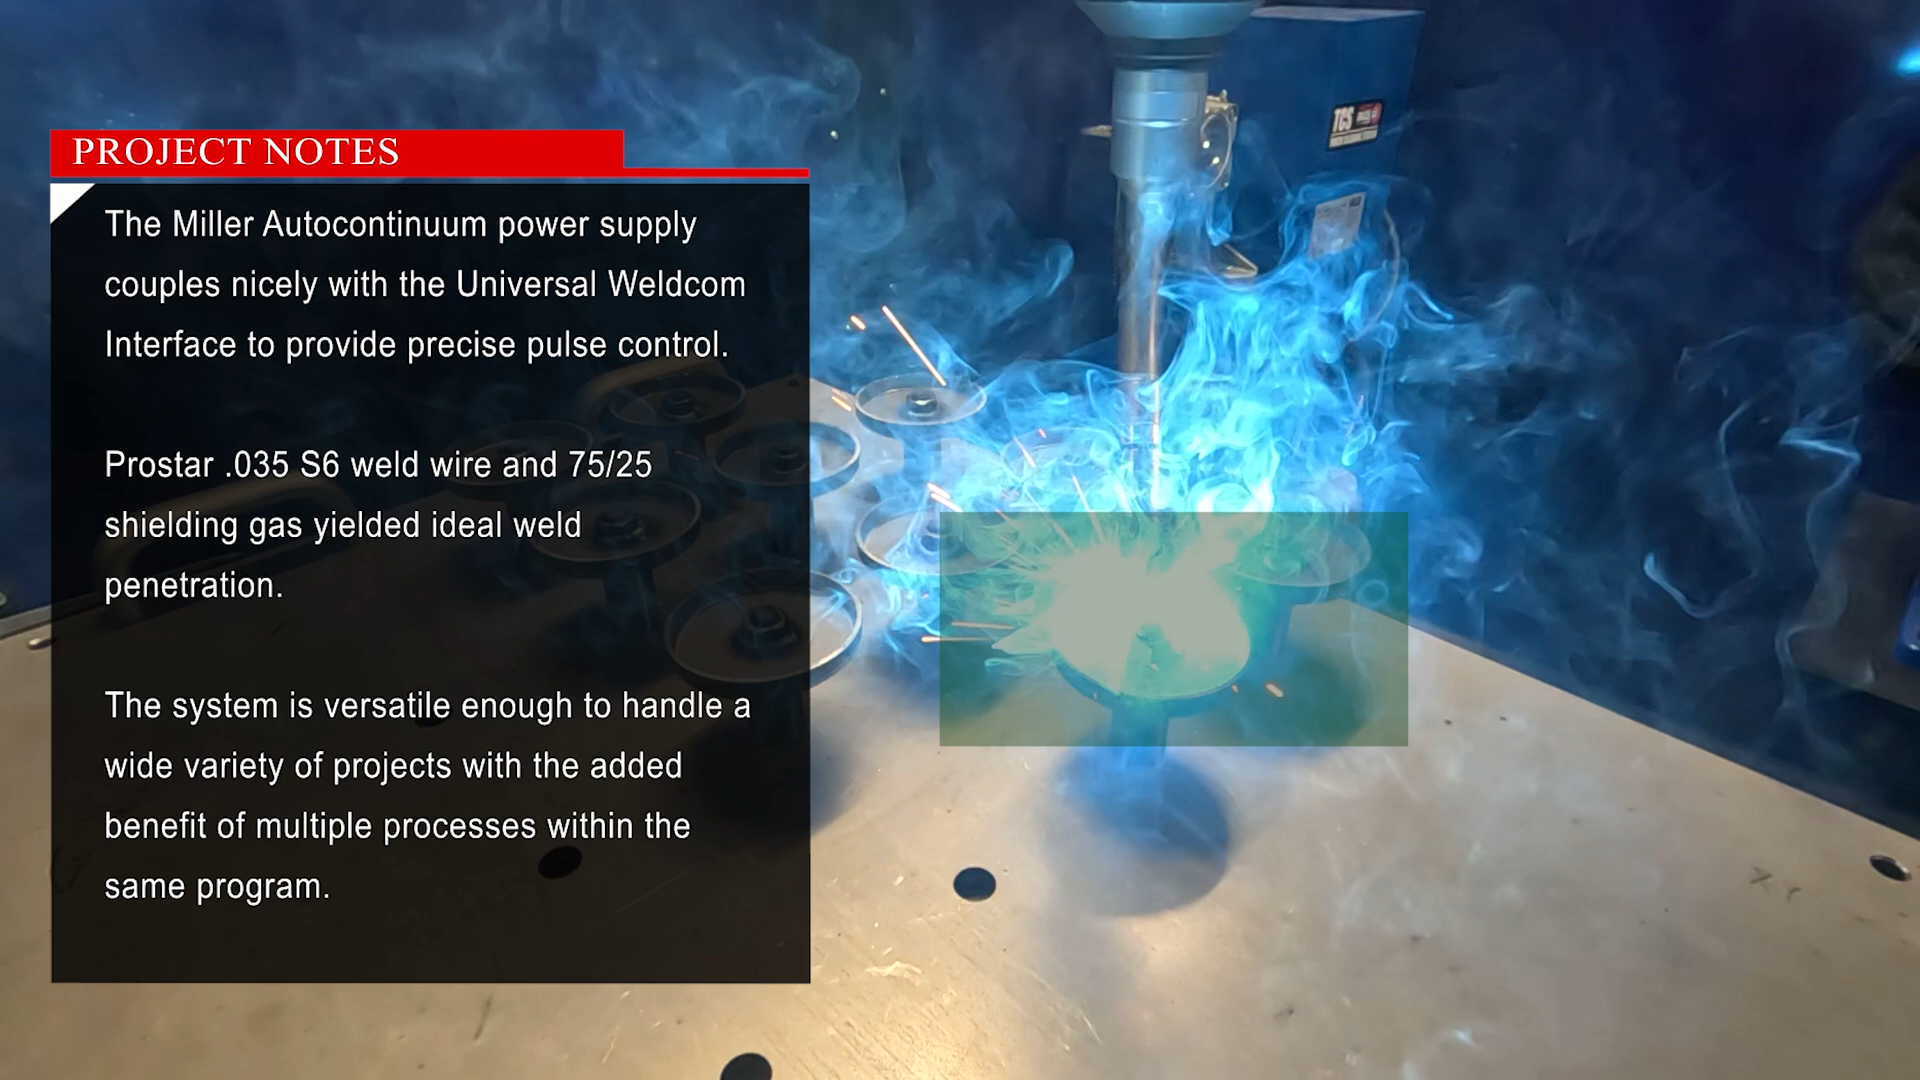 PROJECT NOTES
The Miller Autocontinuum power supply
couples nicely with the Universal Weldcom
Interface to provide precise pulse control.
Prostar .035 S6 weld wire and 75/25
shielding gas yielded ideal weld
penetration.
The system is versatile enough to handle a
wide variety of projects with the added
benefit of multiple processes within the
same program.
TCS